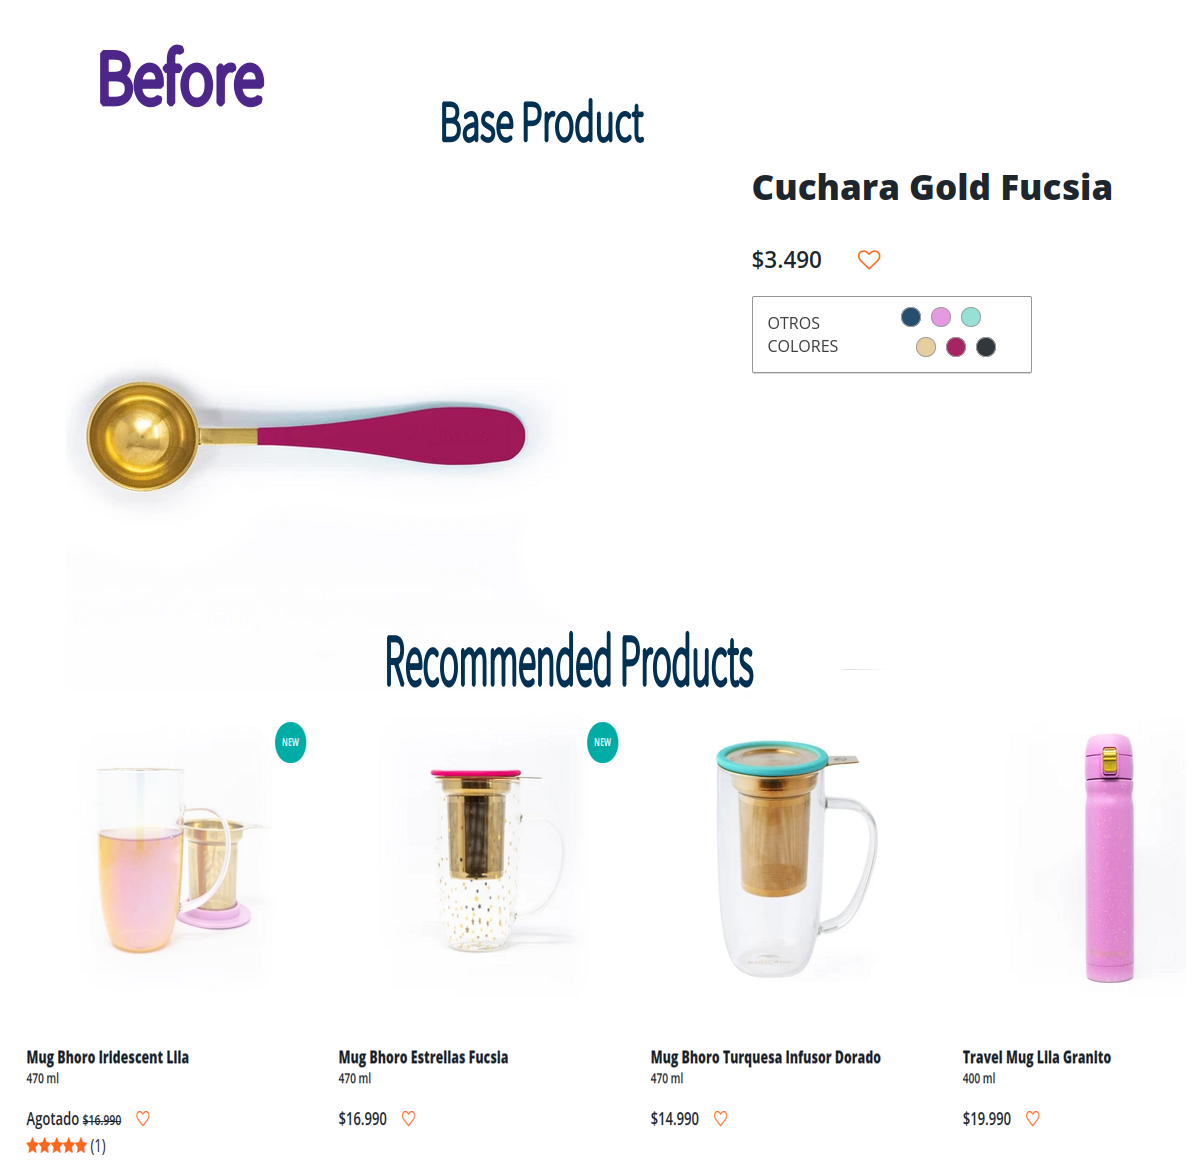 Before
Base Product
Cuchara Gold Fucsia
$3.490
OTROS
COLORES
Recommended Products
NEW
NEW
Mug Bhoro Iridescent Lila
470 ml
Agotado $16.990
(1)
Mug Bhoro Estrellas Fucsia
470 ml
$16.990
Mug Bhoro Turquesa Infusor Dorado
470 ml
$14.990
Travel Mug Lila Granito
400 ml
$19.990